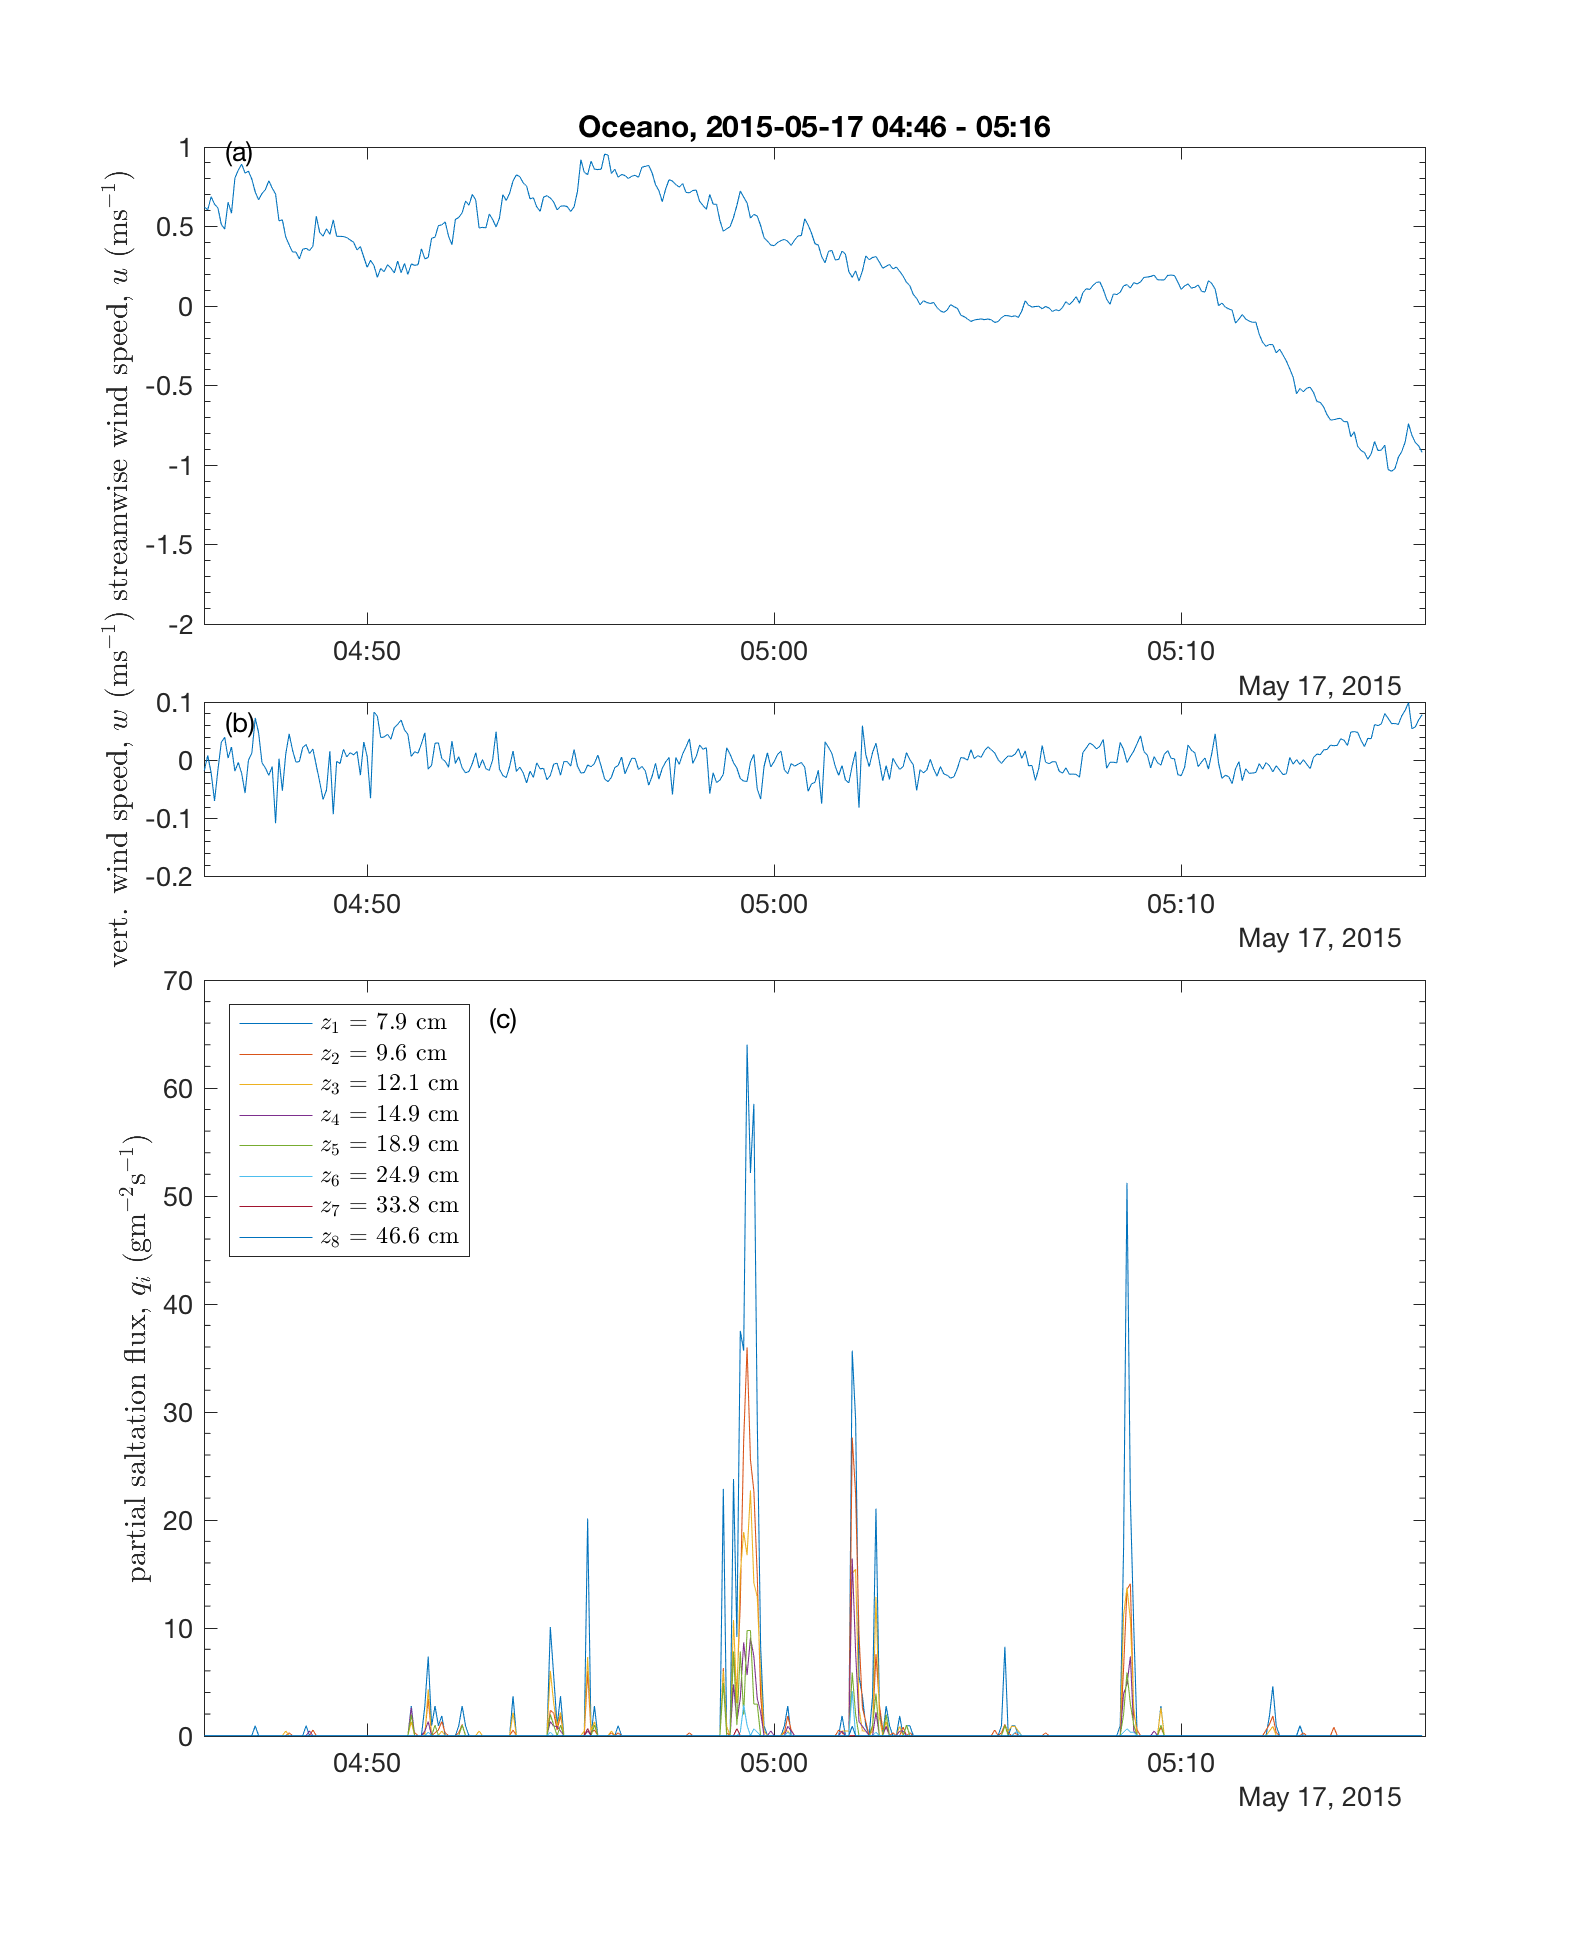 Oceano, 2015-05-17 04:46 - 05:16
(a)
streamwise wind speed, u (ms⁻¹)
1
0.5
0
-0.5
-1
-1.5
-2
04:50 05:00 05:10
May 17, 2015
(b)
vert. wind speed, w (ms⁻¹)
0.1
0
-0.1
-0.2
04:50 05:00 05:10
May 17, 2015
(c)
partial saltation flux, qᵢ (gm⁻²s⁻¹)
70
60
50
40
30
20
10
0
z₁ = 7.9 cm
z₂ = 9.6 cm
z₃ = 12.1 cm
z₄ = 14.9 cm
z₅ = 18.9 cm
z₆ = 24.9 cm
z₇ = 33.8 cm
z₈ = 46.6 cm
04:50 05:00 05:10
May 17, 2015